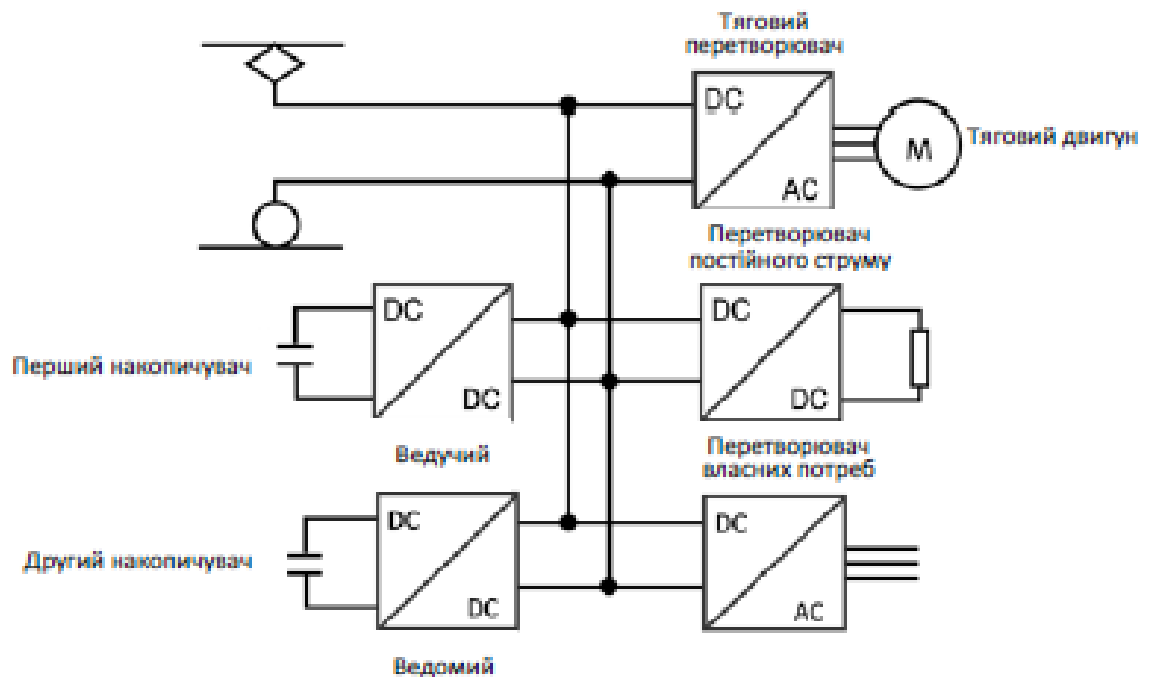 Тяговий
перетворювач
DC
AC
M
Тяговий двигун
Перетворювач
постійного струму
Перший накопичувач
DC
DC
DC
DC
Ведучий
Перетворювач
власних потреб
Другий накопичувач
DC
DC
DC
AC
Ведомий